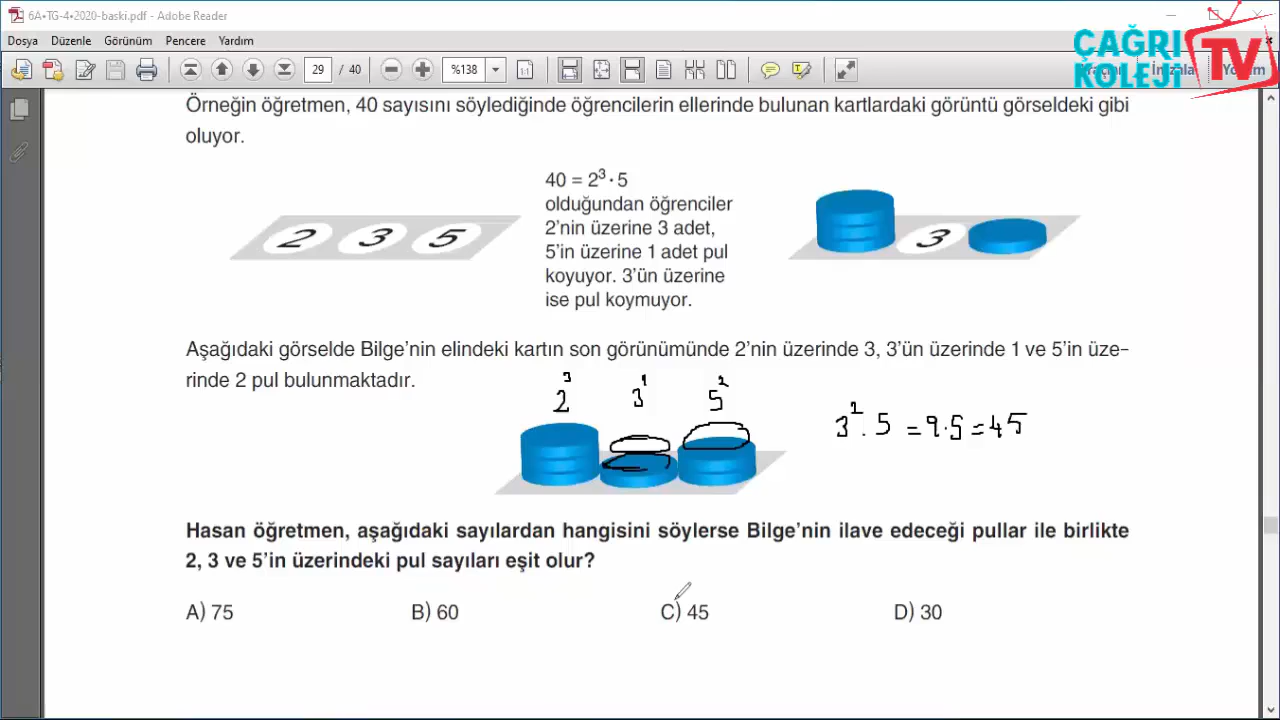 6A•TG-4•2020-baski.pdf - Adobe Reader
ÇAĞRI
KOLEJİ TV
Dosya Düzenle Görünüm Pencere Yardım
29 / 40 %138
Örneğin öğretmen, 40 sayısını söylediğinde öğrencilerin ellerinde bulunan kartlardaki görüntü görseldeki gibi
oluyor.
40 = 2³ · 5
olduğundan öğrenciler
2’nin üzerine 3 adet,
5’in üzerine 1 adet pul
koyuyor. 3’ün üzerine
ise pul koymuyor.
2 3 5
3
Aşağıdaki görselde Bilge’nin elindeki kartın son görünümünde 2’nin üzerinde 3, 3’ün üzerinde 1 ve 5’in üze-
rinde 2 pul bulunmaktadır.
2³ 3¹ 5²
3² . 5 = 9.5 = 45
Hasan öğretmen, aşağıdaki sayılardan hangisini söylerse Bilge’nin ilave edeceği pullar ile birlikte
2, 3 ve 5’in üzerindeki pul sayıları eşit olur?
A) 75 B) 60 C) 45 D) 30